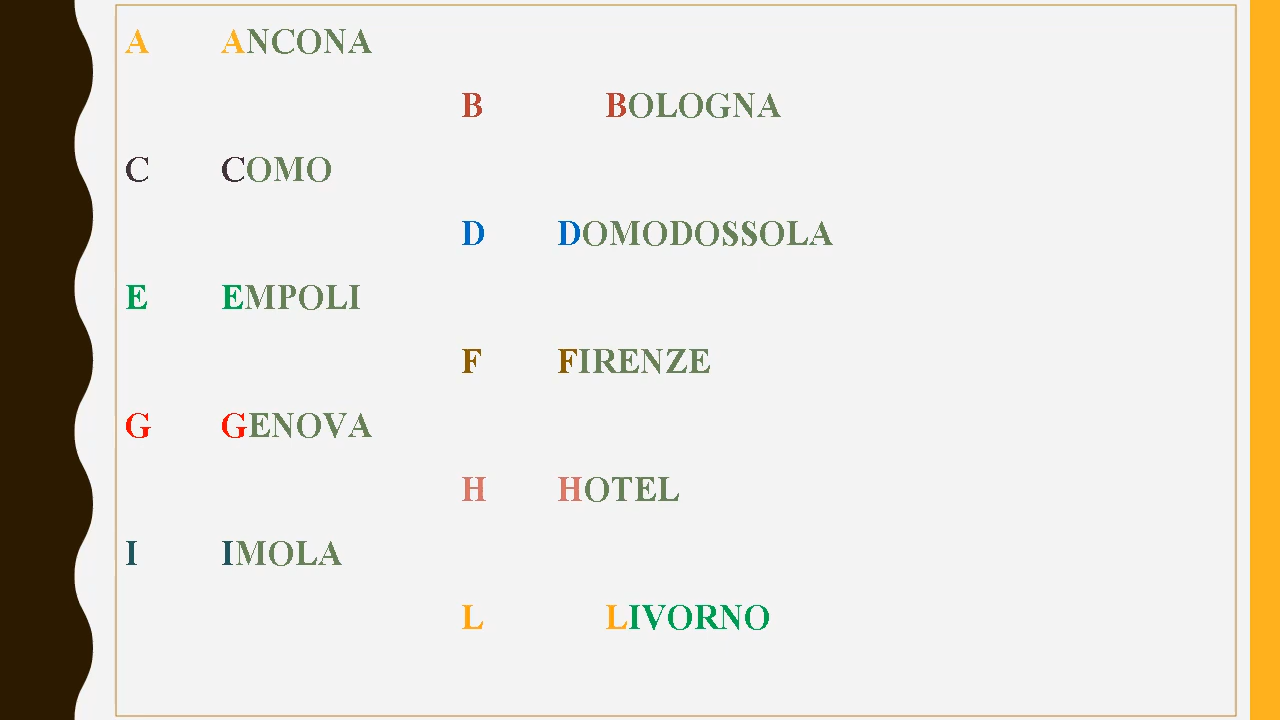 A ANCONA
B BOLOGNA
C COMO
D DOMODOSSOLA
E EMPOLI
F FIRENZE
G GENOVA
H HOTEL
I IMOLA
L LIVORNO